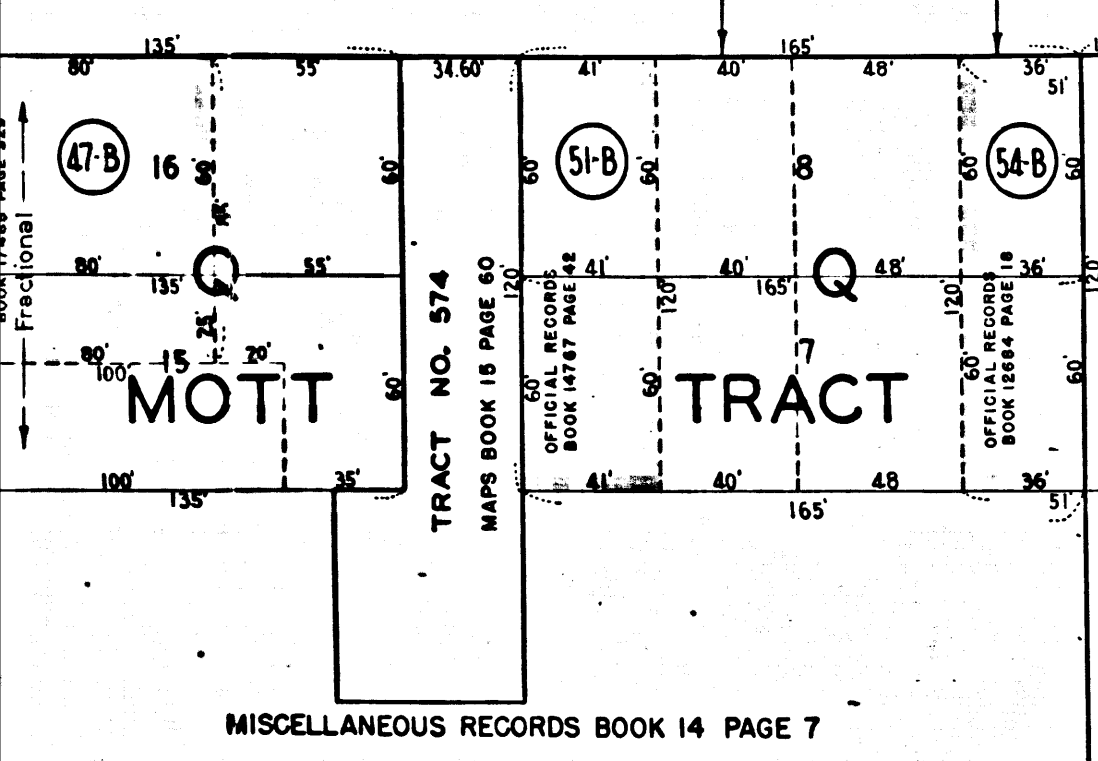 135' 165'
80' 55' 34.60' 41' 40' 48' 36'
51'
47-B 16 60' 60' 60' 51-B 60' 8 60' 54-B 60'
Fractional
Q Q
80' 55' 41' 40' 48' 36'
135' 165'
120' 120' 120' 120'
25'
80' 15 20' 7
100'
60' 60' 60' 60' 60'
MOTT TRACT
TRACT NO. 574
MAPS BOOK 15 PAGE 60
OFFICIAL RECORDS
BOOK 14767 PAGE 42
OFFICIAL RECORDS
BOOK 12684 PAGE 18
100' 35' 41' 40' 48' 36'
135' 165' 51'
MISCELLANEOUS RECORDS BOOK 14 PAGE 7